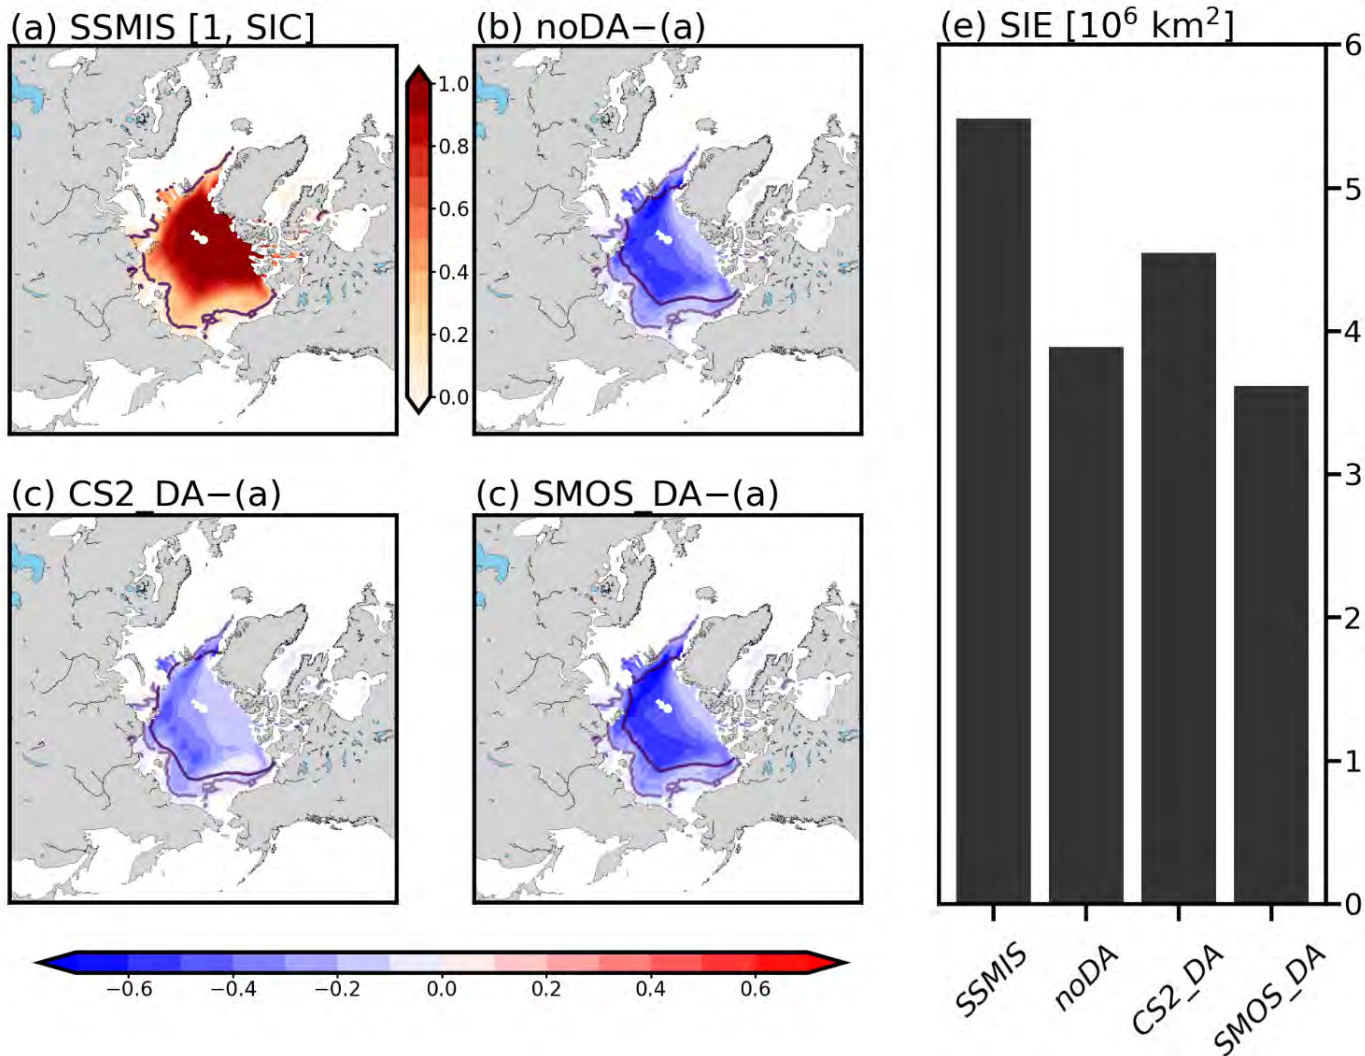 (a) SSMIS [1, SIC]
(b) noDA−(a)
(e) SIE [10⁶ km²]
1.0
0.8
0.6
0.4
0.2
0.0
(c) CS2_DA−(a)
(c) SMOS_DA−(a)
−0.6
−0.4
−0.2
0.0
0.2
0.4
0.6
6
5
4
3
2
1
0
SSMIS
noDA
CS2_DA
SMOS_DA